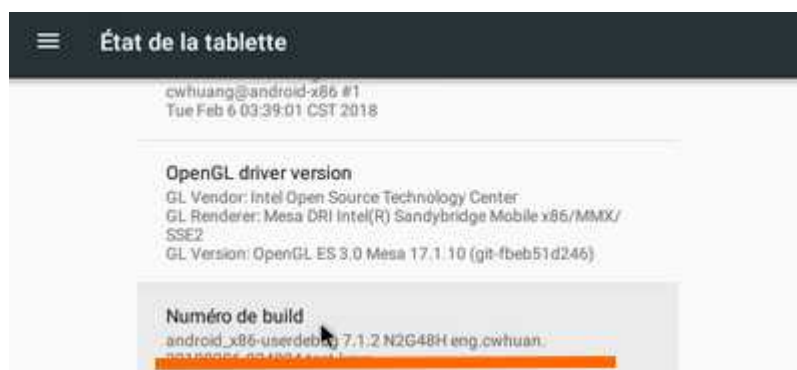 État de la tablette
cwhuang@android-x86 #1
Tue Feb 6 03:39:01 CST 2018
OpenGL driver version
GL Vendor: Intel Open Source Technology Center
GL Renderer: Mesa DRI Intel(R) Sandybridge Mobile x86/MMX/
SSE2
GL Version: OpenGL ES 3.0 Mesa 17.1.10 (git-fbeb51d246)
Numéro de build
android_x86-userdebug 7.1.2 N2G48H eng.cwhuan.